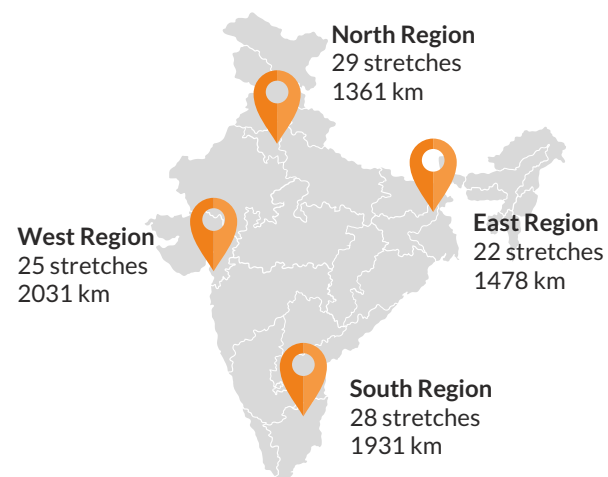 North Region
29 stretches
1361 km
East Region
22 stretches
1478 km
West Region
25 stretches
2031 km
South Region
28 stretches
1931 km